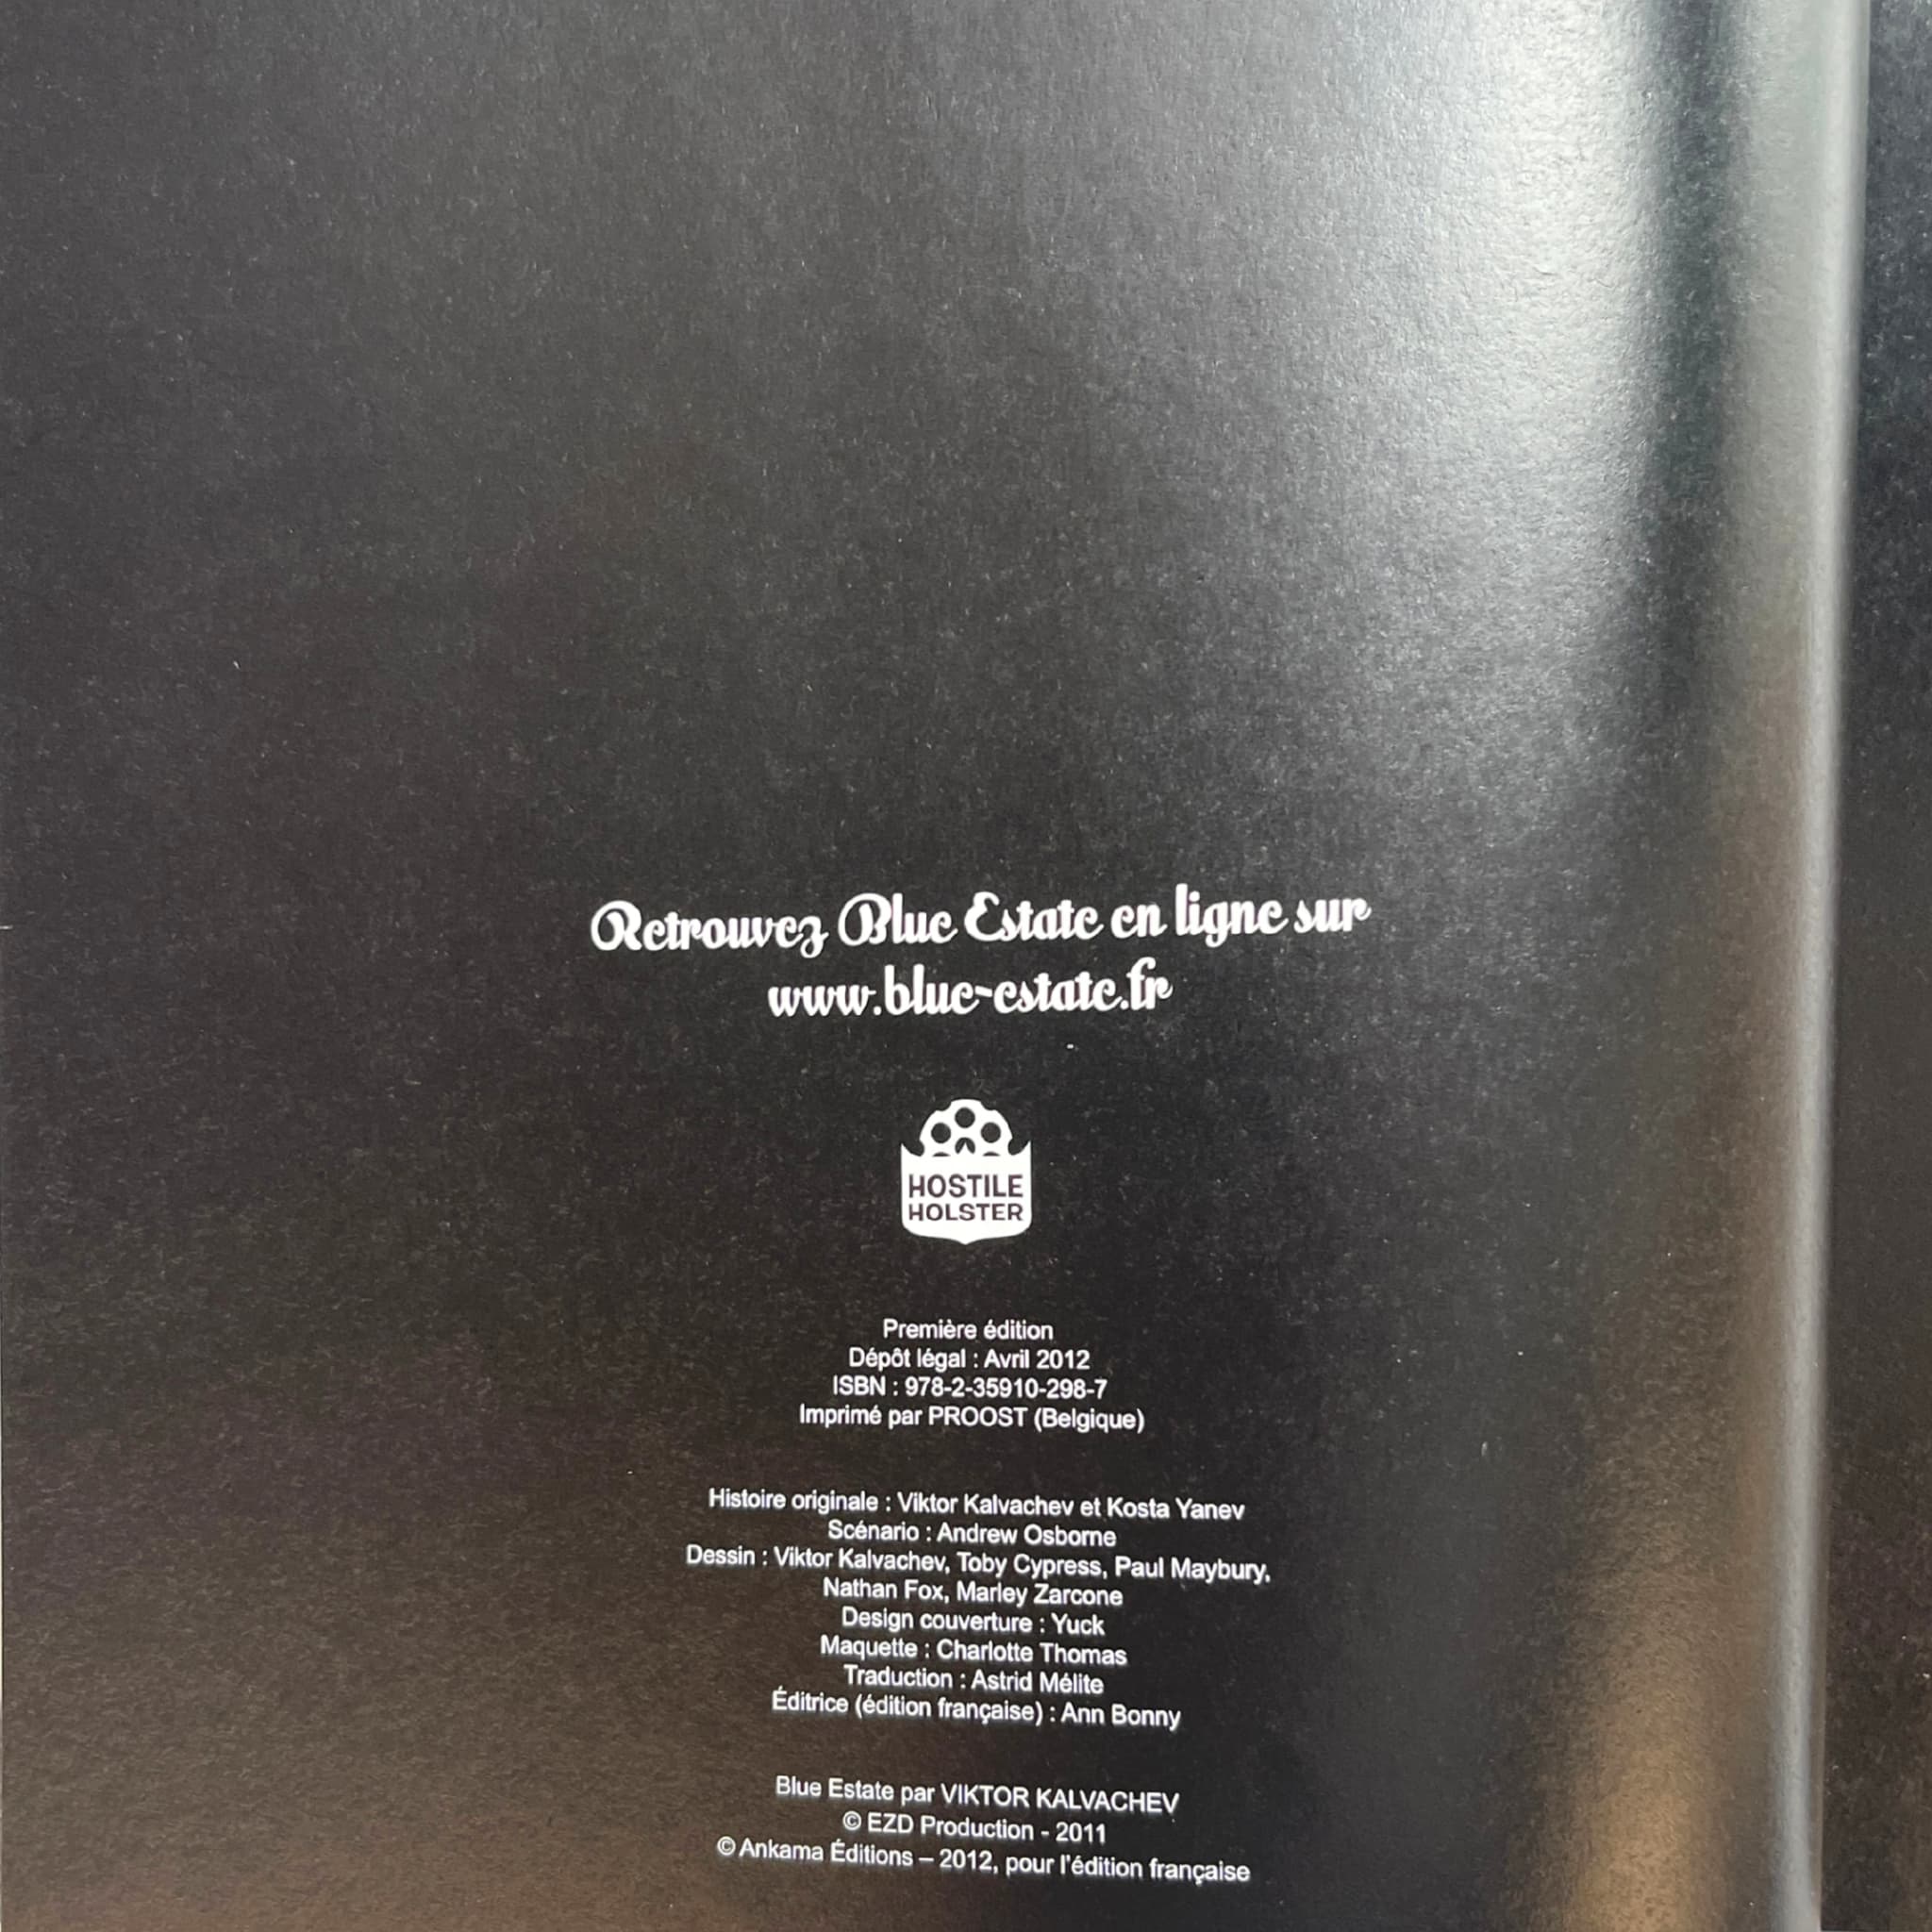 Retrouvez Blue Estate en ligne sur
www.blue-estate.fr
HOSTILE
HOLSTER
Première édition
Dépôt légal : Avril 2012
ISBN : 978-2-35910-298-7
Imprimé par PROOST (Belgique)
Histoire originale : Viktor Kalvachev et Kosta Yanev
Scénario : Andrew Osborne
Dessin : Viktor Kalvachev, Toby Cypress, Paul Maybury,
Nathan Fox, Marley Zarcone
Design couverture : Yuck
Maquette : Charlotte Thomas
Traduction : Astrid Mélite
Éditrice (édition française) : Ann Bonny
Blue Estate par VIKTOR KALVACHEV
© EZD Production - 2011
© Ankama Éditions – 2012, pour l'édition française